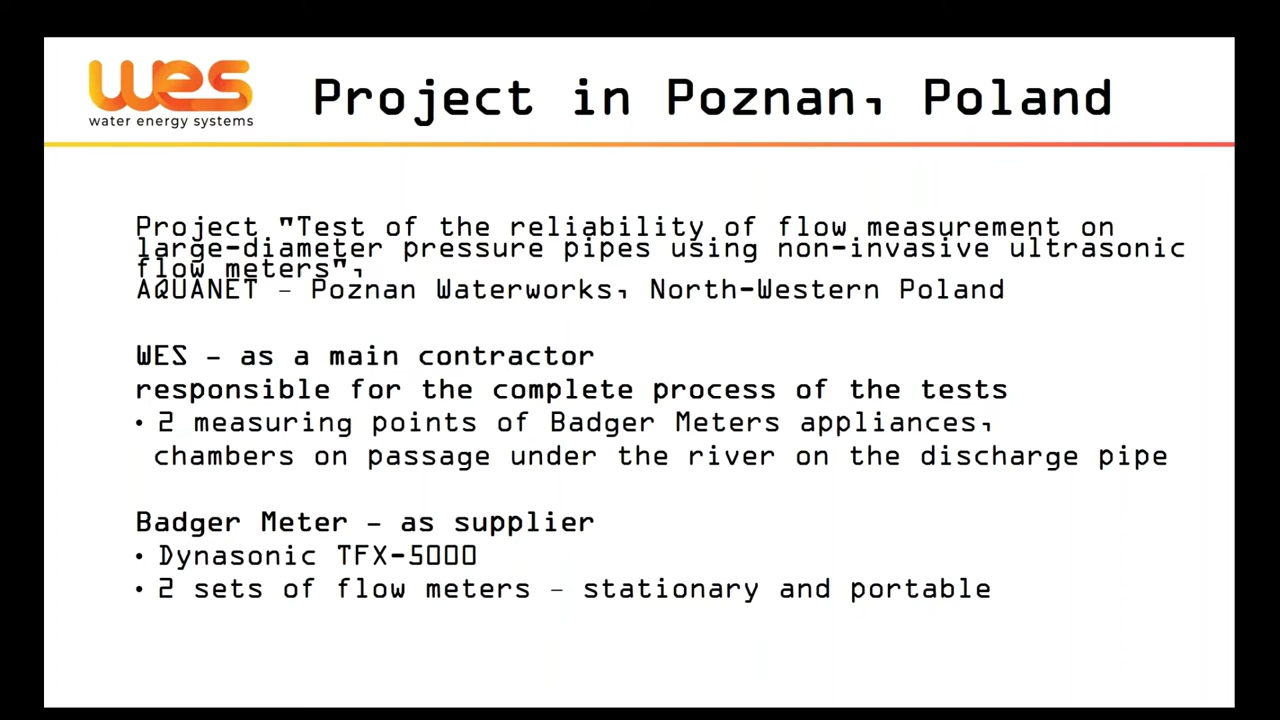 wes
water energy systems
Project in Poznan, Poland
Project "Test of the reliability of flow measurement on
large-diameter pressure pipes using non-invasive ultrasonic
flow meters",
AQUANET – Poznan Waterworks, North-Western Poland
WES – as a main contractor
responsible for the complete process of the tests
• 2 measuring points of Badger Meters appliances,
chambers on passage under the river on the discharge pipe
Badger Meter – as supplier
• Dynasonic TFX-5000
• 2 sets of flow meters – stationary and portable